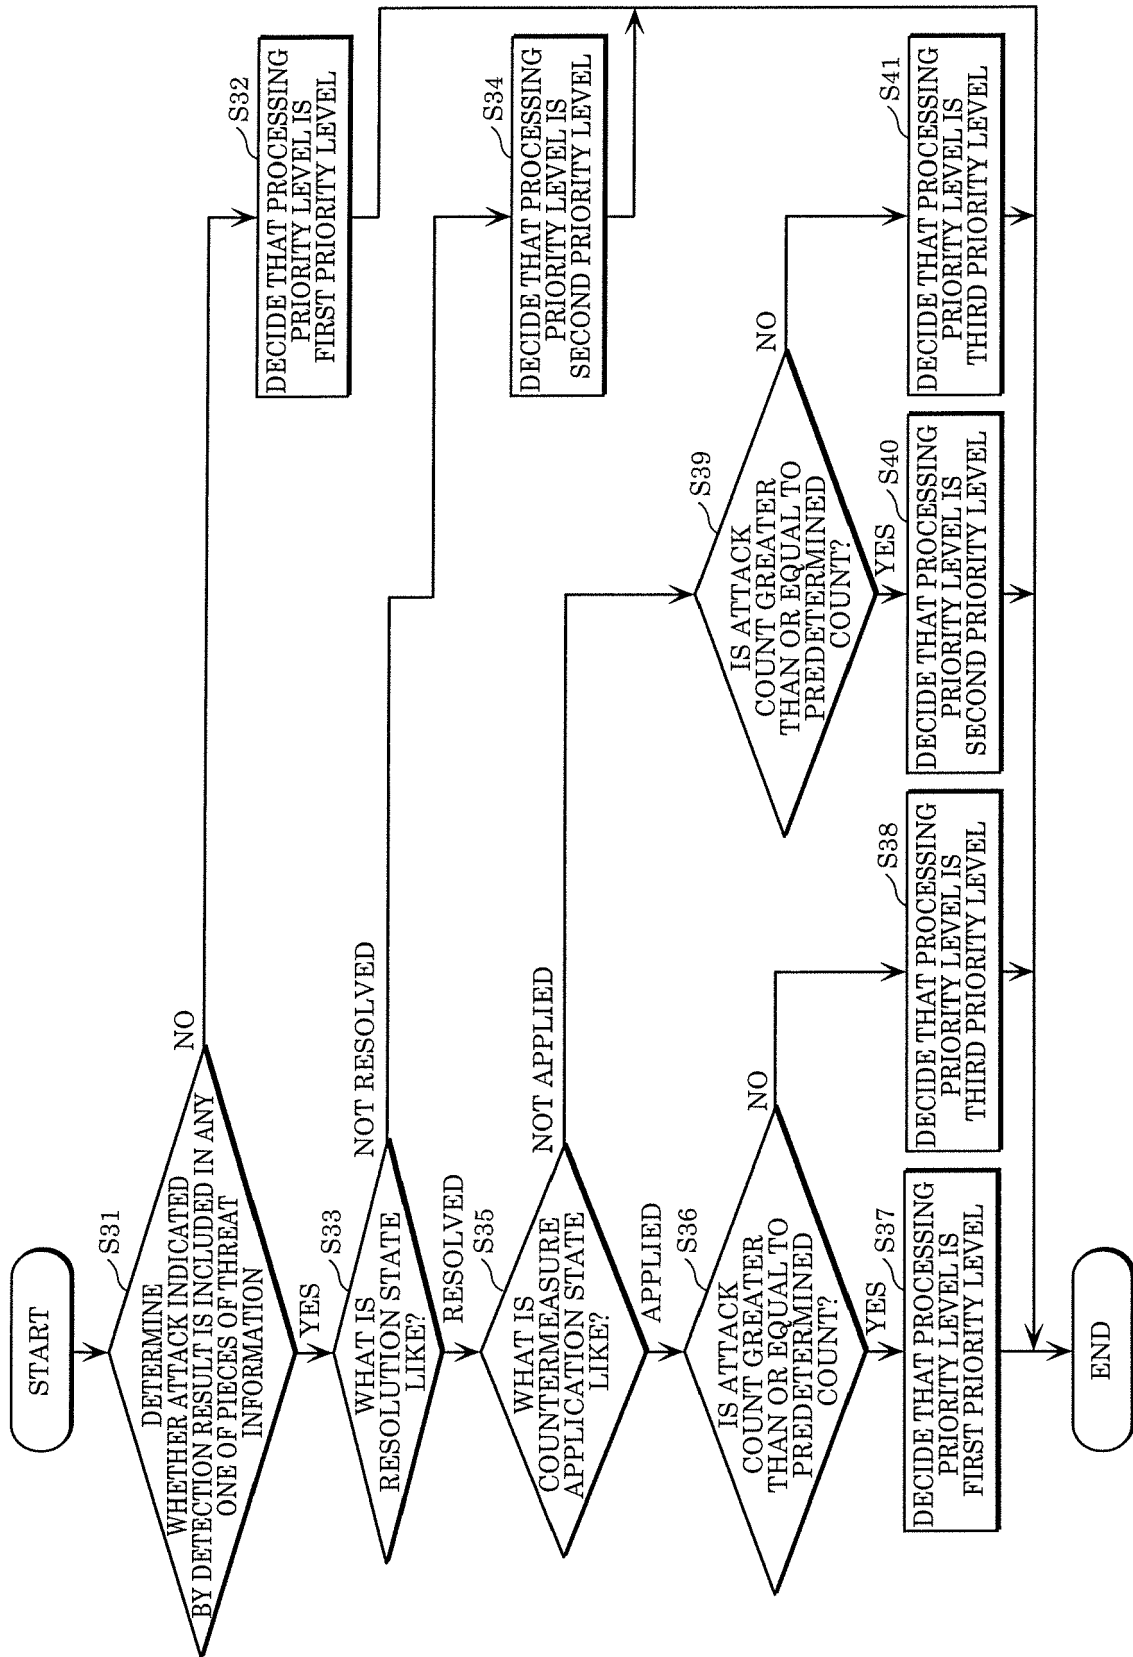 START
S31
DETERMINE
WHETHER ATTACK INDICATED
BY DETECTION RESULT IS INCLUDED IN ANY
ONE OF PIECES OF THREAT
INFORMATION
NO
YES
S32
DECIDE THAT PROCESSING
PRIORITY LEVEL IS
FIRST PRIORITY LEVEL
S33
WHAT IS
RESOLUTION STATE
LIKE?
NOT RESOLVED
RESOLVED
S34
DECIDE THAT PROCESSING
PRIORITY LEVEL IS
SECOND PRIORITY LEVEL
S35
WHAT IS
COUNTERMEASURE
APPLICATION STATE
LIKE?
NOT APPLIED
APPLIED
S36
IS ATTACK
COUNT GREATER
THAN OR EQUAL TO
PREDETERMINED
COUNT?
NO
YES
S37
DECIDE THAT PROCESSING
PRIORITY LEVEL IS
FIRST PRIORITY LEVEL
S38
DECIDE THAT PROCESSING
PRIORITY LEVEL IS
THIRD PRIORITY LEVEL
S39
IS ATTACK
COUNT GREATER
THAN OR EQUAL TO
PREDETERMINED
COUNT?
NO
YES
S40
DECIDE THAT PROCESSING
PRIORITY LEVEL IS
SECOND PRIORITY LEVEL
S41
DECIDE THAT PROCESSING
PRIORITY LEVEL IS
THIRD PRIORITY LEVEL
END